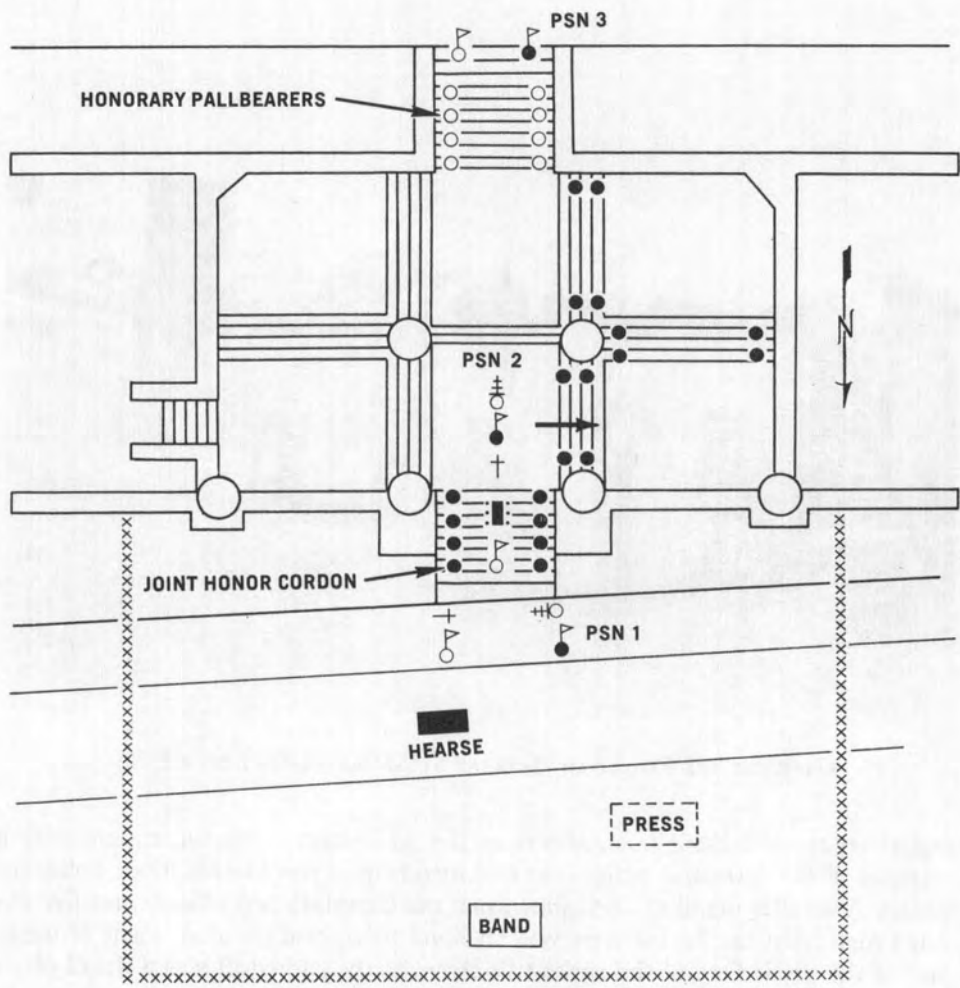 PSN 3
HONORARY PALLBEARERS
PSN 2
JOINT HONOR CORDON
PSN 1
HEARSE
PRESS
BAND